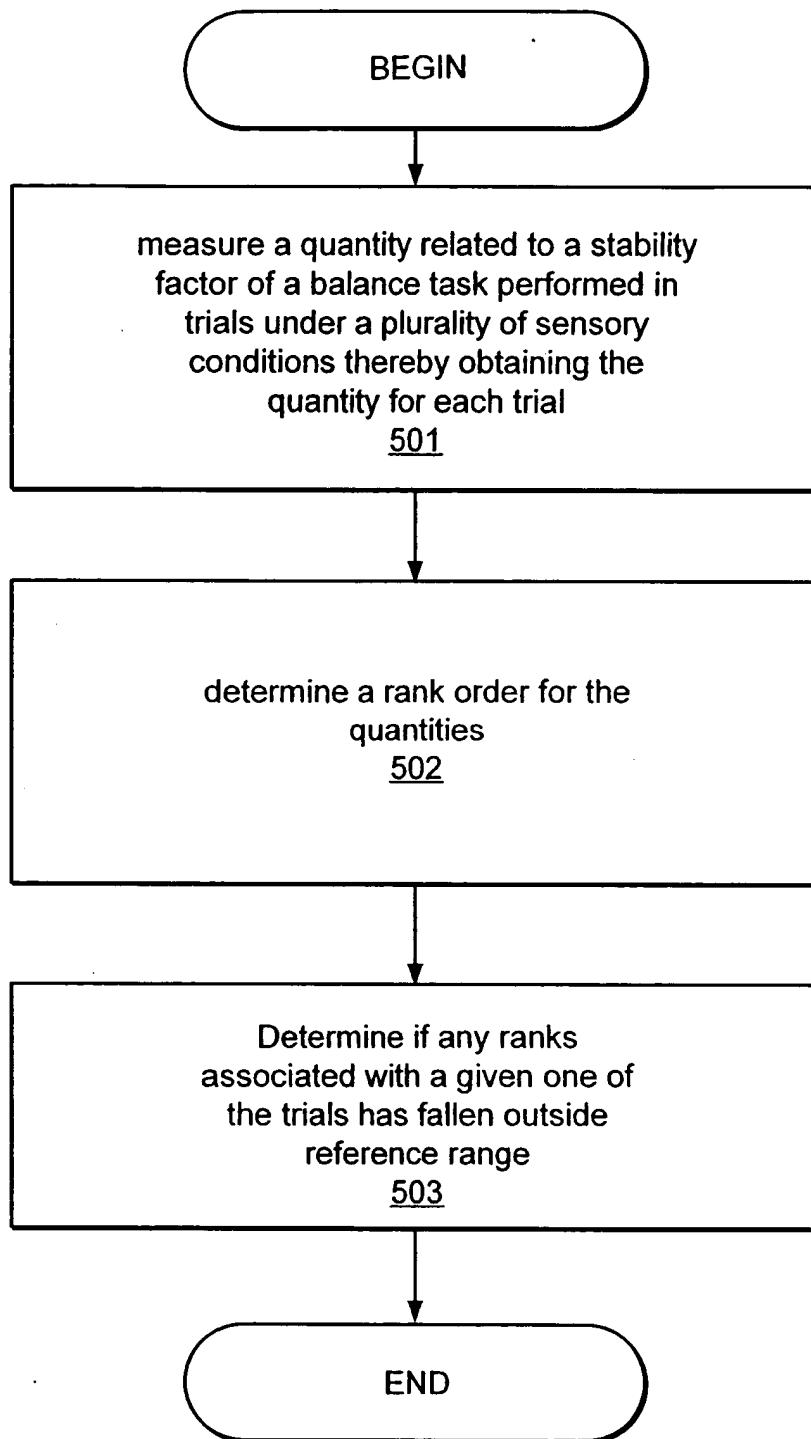 BEGIN
measure a quantity related to a stability
factor of a balance task performed in
trials under a plurality of sensory
conditions thereby obtaining the
quantity for each trial
501
determine a rank order for the
quantities
502
Determine if any ranks
associated with a given one of
the trials has fallen outside
reference range
503
END